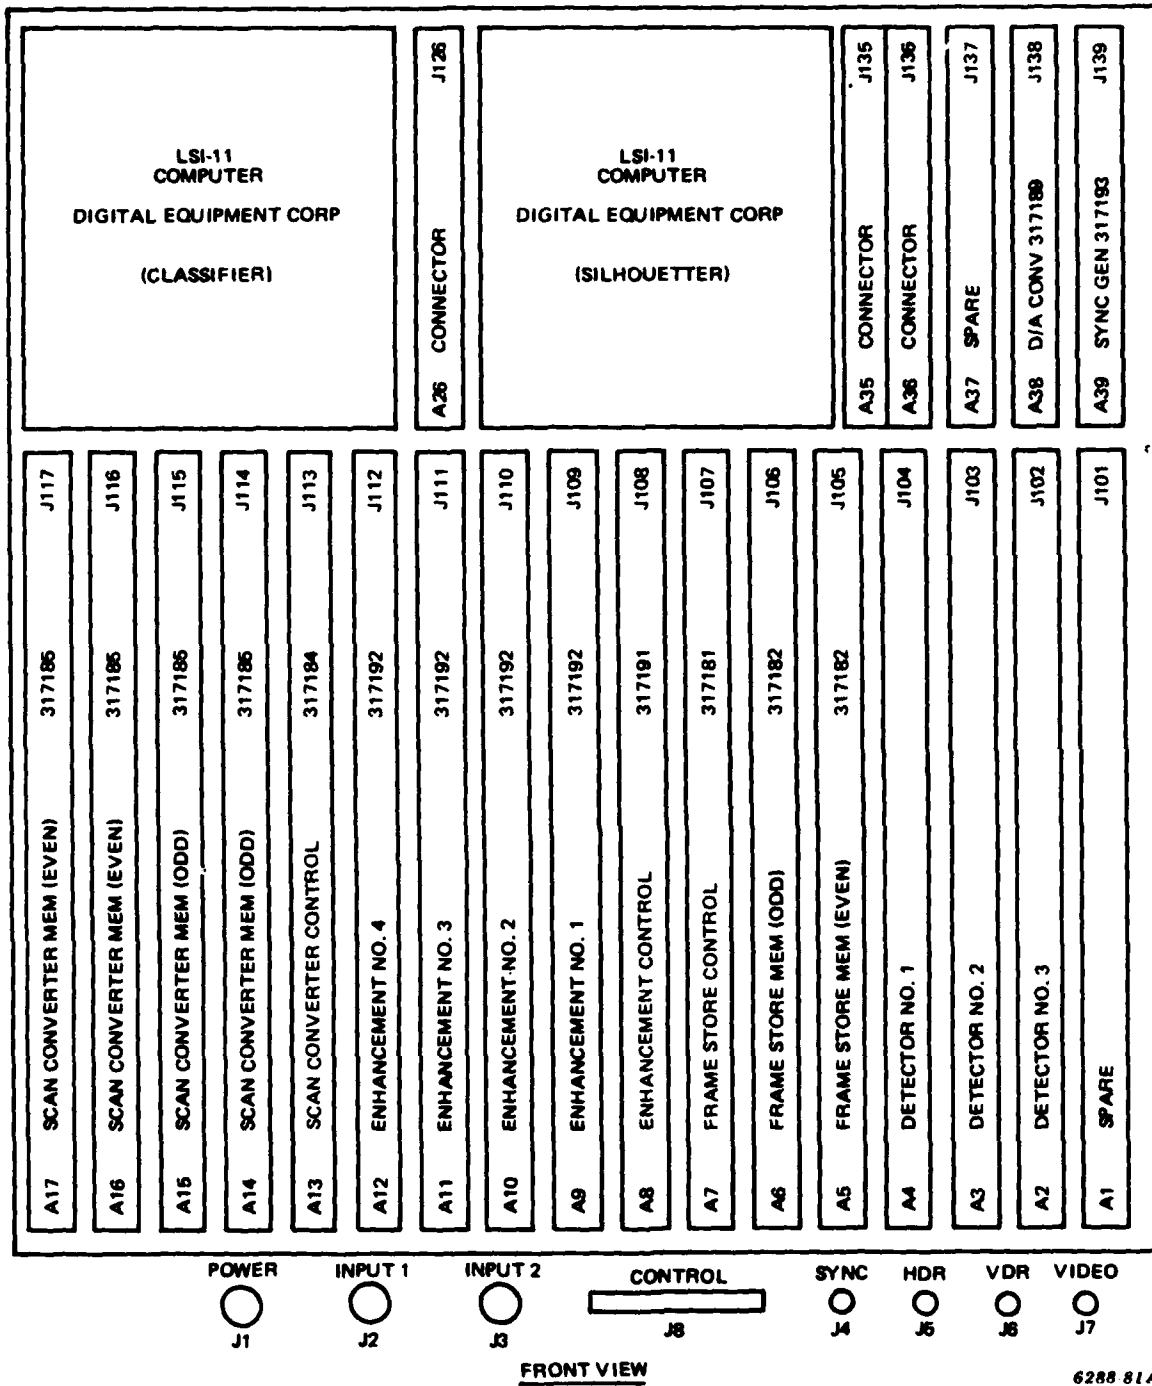 LSI-11
COMPUTER
DIGITAL EQUIPMENT CORP
(CLASSIFIER)
A26 CONNECTOR J126
LSI-11
COMPUTER
DIGITAL EQUIPMENT CORP
(SILHOUETTER)
A35 CONNECTOR J135
A36 CONNECTOR J136
A37 SPARE J137
A38 D/A CONV 317189 J138
A39 SYNC GEN 317193 J139
A17 SCAN CONVERTER MEM (EVEN) 317185 J117
A16 SCAN CONVERTER MEM (EVEN) 317185 J116
A15 SCAN CONVERTER MEM (ODD) 317185 J115
A14 SCAN CONVERTER MEM (ODD) 317185 J114
A13 SCAN CONVERTER CONTROL 317184 J113
A12 ENHANCEMENT NO. 4 317192 J112
A11 ENHANCEMENT NO. 3 317192 J111
A10 ENHANCEMENT NO. 2 317192 J110
A9 ENHANCEMENT NO. 1 317192 J109
A8 ENHANCEMENT CONTROL 317191 J108
A7 FRAME STORE CONTROL 317181 J107
A6 FRAME STORE MEM (ODD) 317182 J106
A5 FRAME STORE MEM (EVEN) 317182 J105
A4 DETECTOR NO. 1 J104
A3 DETECTOR NO. 2 J103
A2 DETECTOR NO. 3 J102
A1 SPARE J101
POWER INPUT 1 INPUT 2 CONTROL SYNC HDR VDR VIDEO
J1 J2 J3 J8 J4 J5 J6 J7
FRONT VIEW
6288 81A